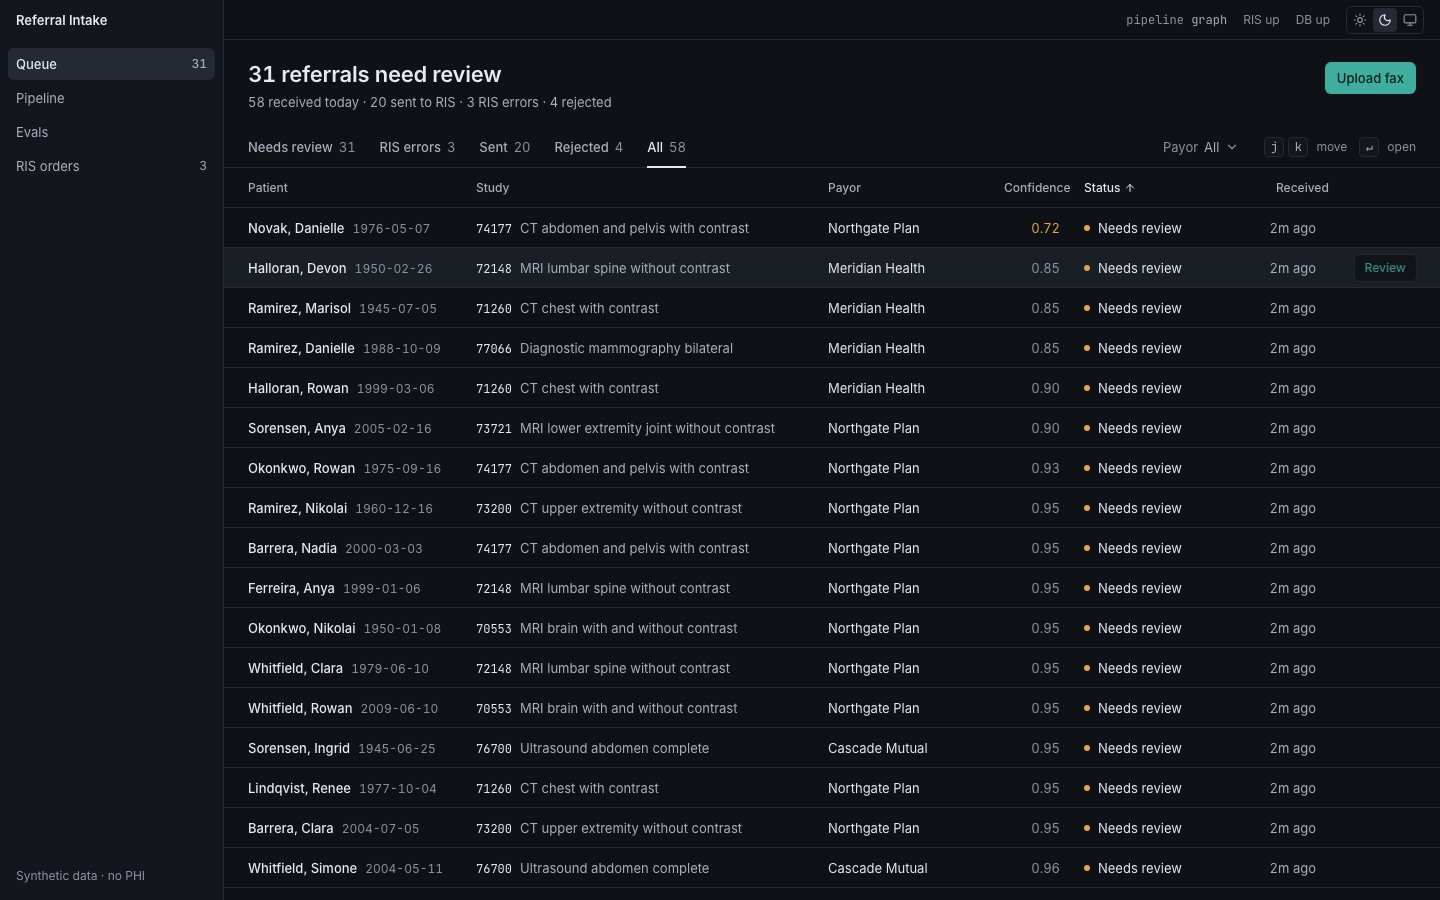 Referral Intake
pipeline graph RIS up DB up
Queue 31
Pipeline
Evals
RIS orders 3
31 referrals need review
Upload fax
58 received today · 20 sent to RIS · 3 RIS errors · 4 rejected
Needs review 31 RIS errors 3 Sent 20 Rejected 4 All 58 Payor All j k move ↵ open
Patient Study Payor Confidence Status ↑ Received
Novak, Danielle 1976-05-07 74177 CT abdomen and pelvis with contrast Northgate Plan 0.72 Needs review 2m ago
Halloran, Devon 1950-02-26 72148 MRI lumbar spine without contrast Meridian Health 0.85 Needs review 2m ago Review
Ramirez, Marisol 1945-07-05 71260 CT chest with contrast Meridian Health 0.85 Needs review 2m ago
Ramirez, Danielle 1988-10-09 77066 Diagnostic mammography bilateral Meridian Health 0.85 Needs review 2m ago
Halloran, Rowan 1999-03-06 71260 CT chest with contrast Meridian Health 0.90 Needs review 2m ago
Sorensen, Anya 2005-02-16 73721 MRI lower extremity joint without contrast Northgate Plan 0.90 Needs review 2m ago
Okonkwo, Rowan 1975-09-16 74177 CT abdomen and pelvis with contrast Northgate Plan 0.93 Needs review 2m ago
Ramirez, Nikolai 1960-12-16 73200 CT upper extremity without contrast Northgate Plan 0.95 Needs review 2m ago
Barrera, Nadia 2000-03-03 74177 CT abdomen and pelvis with contrast Northgate Plan 0.95 Needs review 2m ago
Ferreira, Anya 1999-01-06 72148 MRI lumbar spine without contrast Northgate Plan 0.95 Needs review 2m ago
Okonkwo, Nikolai 1950-01-08 70553 MRI brain with and without contrast Northgate Plan 0.95 Needs review 2m ago
Whitfield, Clara 1979-06-10 72148 MRI lumbar spine without contrast Northgate Plan 0.95 Needs review 2m ago
Whitfield, Rowan 2009-06-10 70553 MRI brain with and without contrast Northgate Plan 0.95 Needs review 2m ago
Sorensen, Ingrid 1945-06-25 76700 Ultrasound abdomen complete Cascade Mutual 0.95 Needs review 2m ago
Lindqvist, Renee 1977-10-04 71260 CT chest with contrast Northgate Plan 0.95 Needs review 2m ago
Barrera, Clara 2004-07-05 73200 CT upper extremity without contrast Northgate Plan 0.95 Needs review 2m ago
Whitfield, Simone 2004-05-11 76700 Ultrasound abdomen complete Cascade Mutual 0.96 Needs review 2m ago
Synthetic data · no PHI